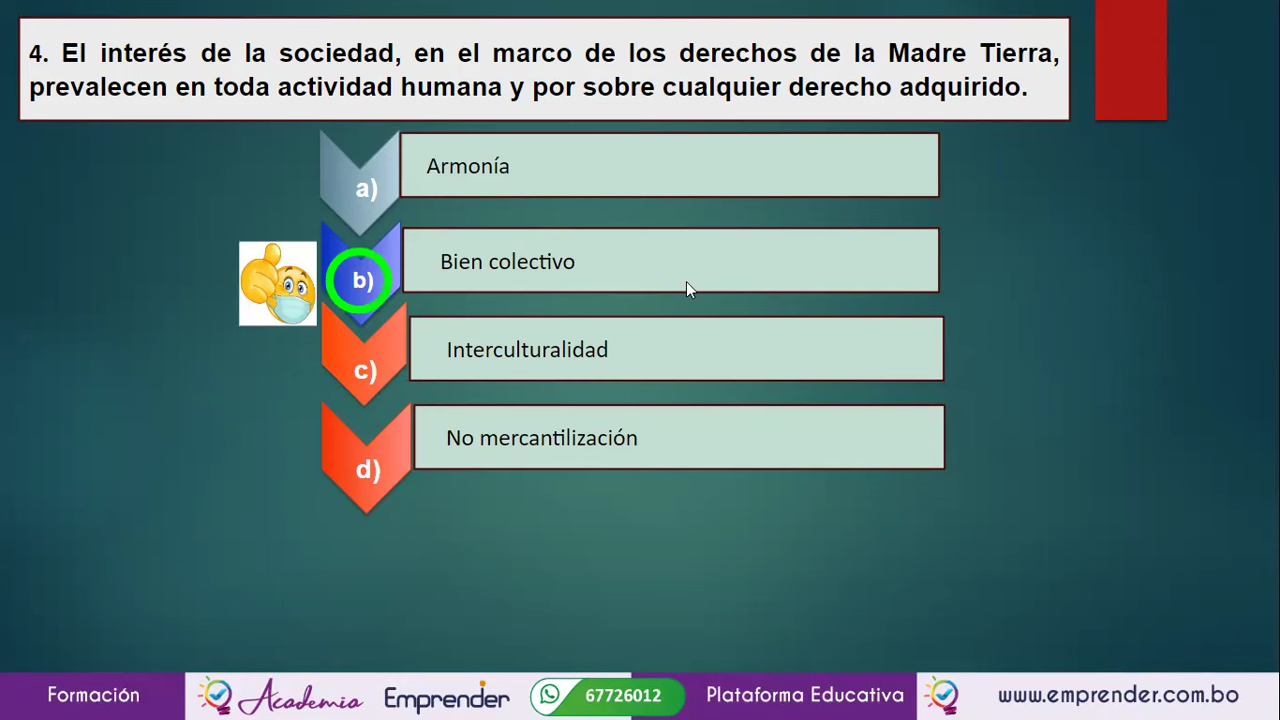 4. El interés de la sociedad, en el marco de los derechos de la Madre Tierra,
prevalecen en toda actividad humana y por sobre cualquier derecho adquirido.
a) Armonía
b) Bien colectivo
c) Interculturalidad
d) No mercantilización
Formación Academia Emprender 67726012 Plataforma Educativa www.emprender.com.bo